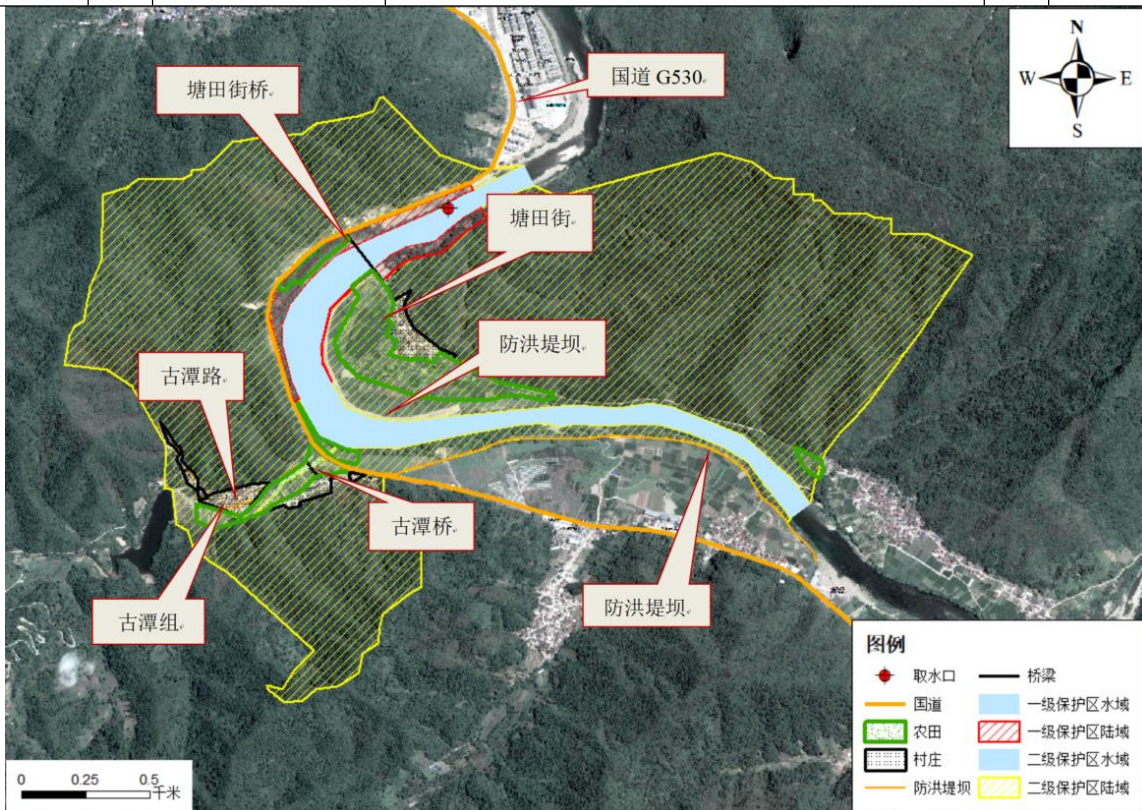 N
W E
S
国道 G530
塘田街桥
塘田街
防洪堤坝
古潭路
古潭桥
古潭组
防洪堤坝
图例
取水口 桥梁
国道 一级保护区水域
农田 一级保护区陆域
村庄 二级保护区水域
防洪堤坝 二级保护区陆域
0 0.25 0.5
千米